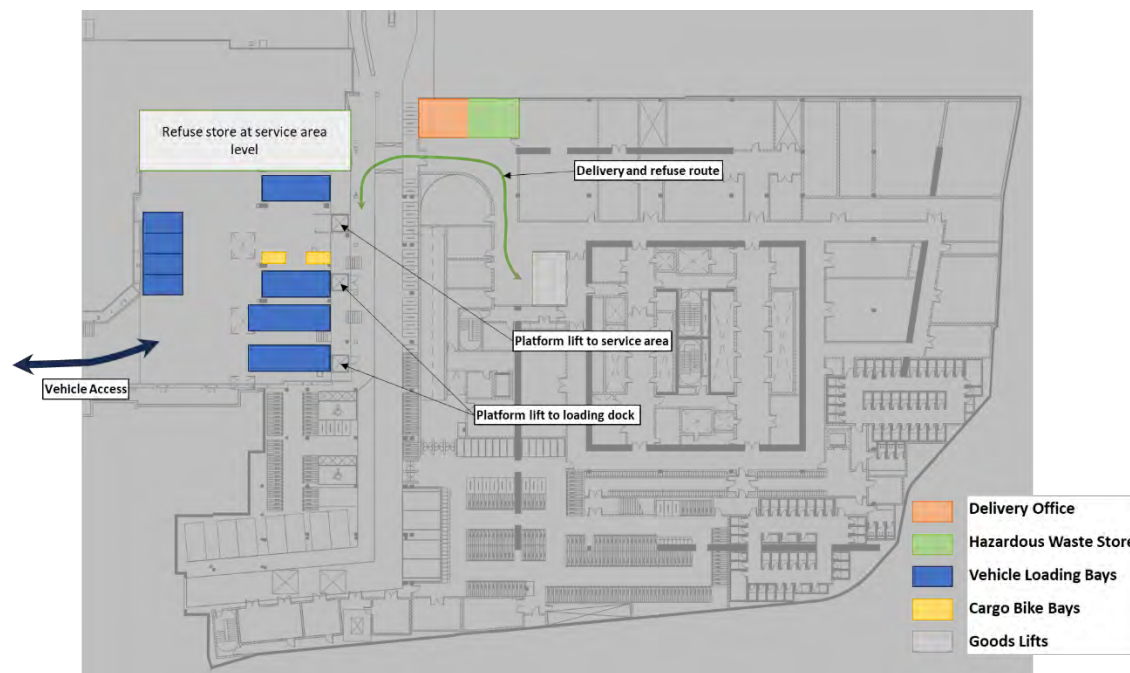 Refuse store at service area
level
Delivery and refuse route
Platform lift to service area
Vehicle Access
Platform lift to loading dock
Delivery Office
Hazardous Waste Store
Vehicle Loading Bays
Cargo Bike Bays
Goods Lifts